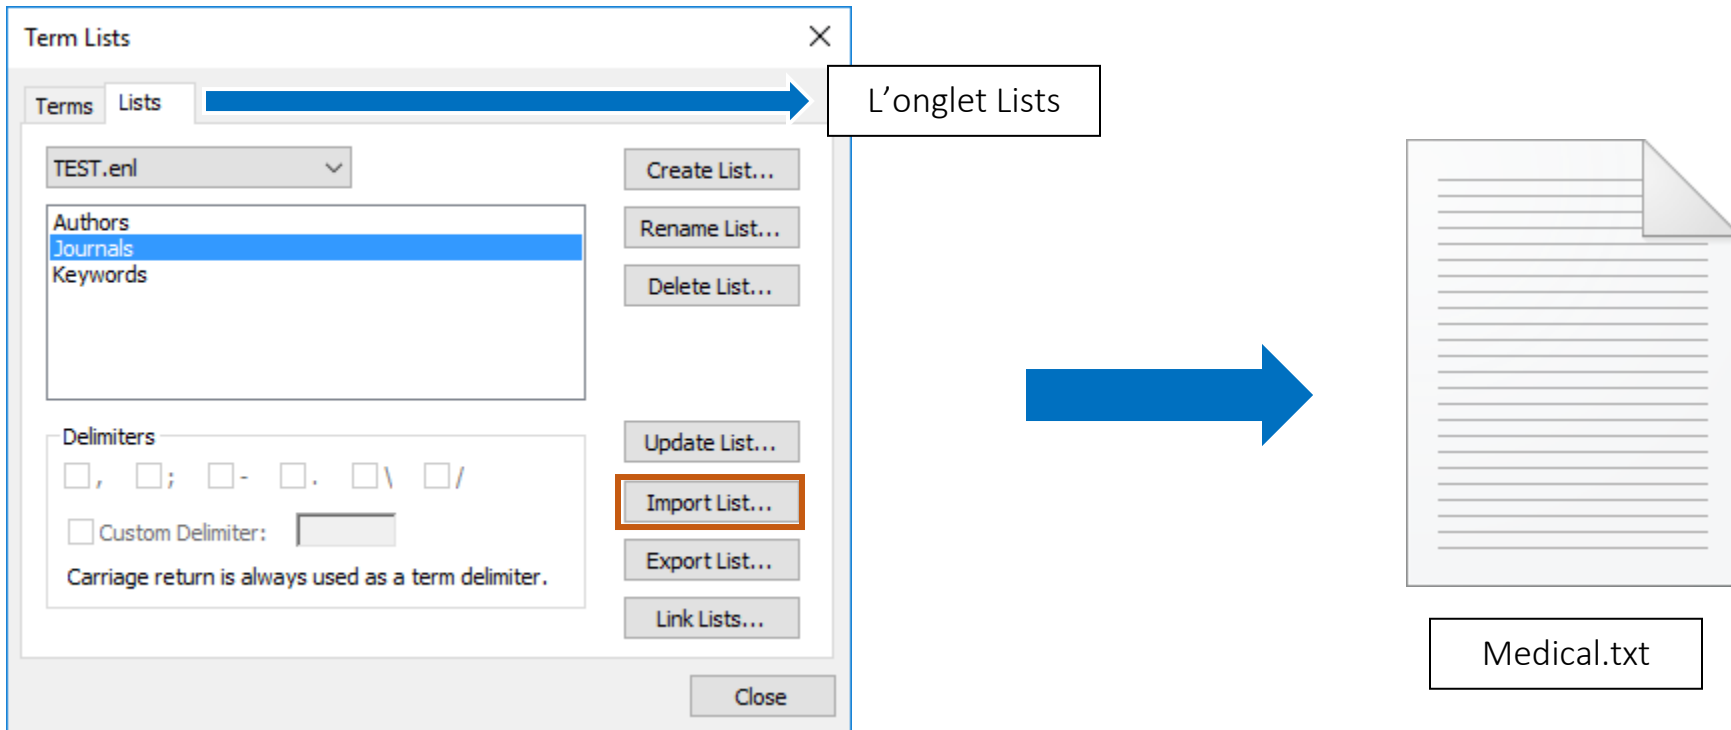 Term Lists
Terms
Lists
L’onglet Lists
TEST.enl
Create List...
Authors
Journals
Keywords
Rename List...
Delete List...
Delimiters
, ; - . \ /
Custom Delimiter:
Carriage return is always used as a term delimiter.
Update List...
Import List...
Export List...
Link Lists...
Close
Medical.txt